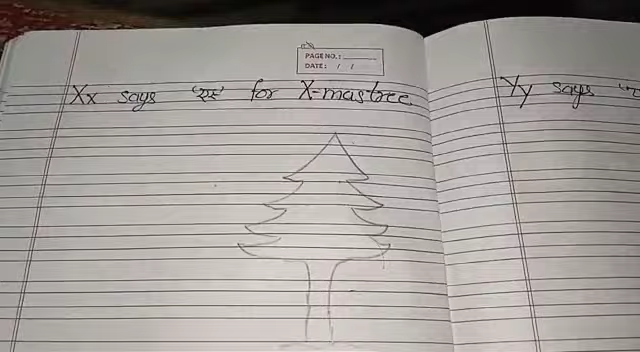 PAGE NO.:
DATE: / /
Xx says for X-mastree
Yy says